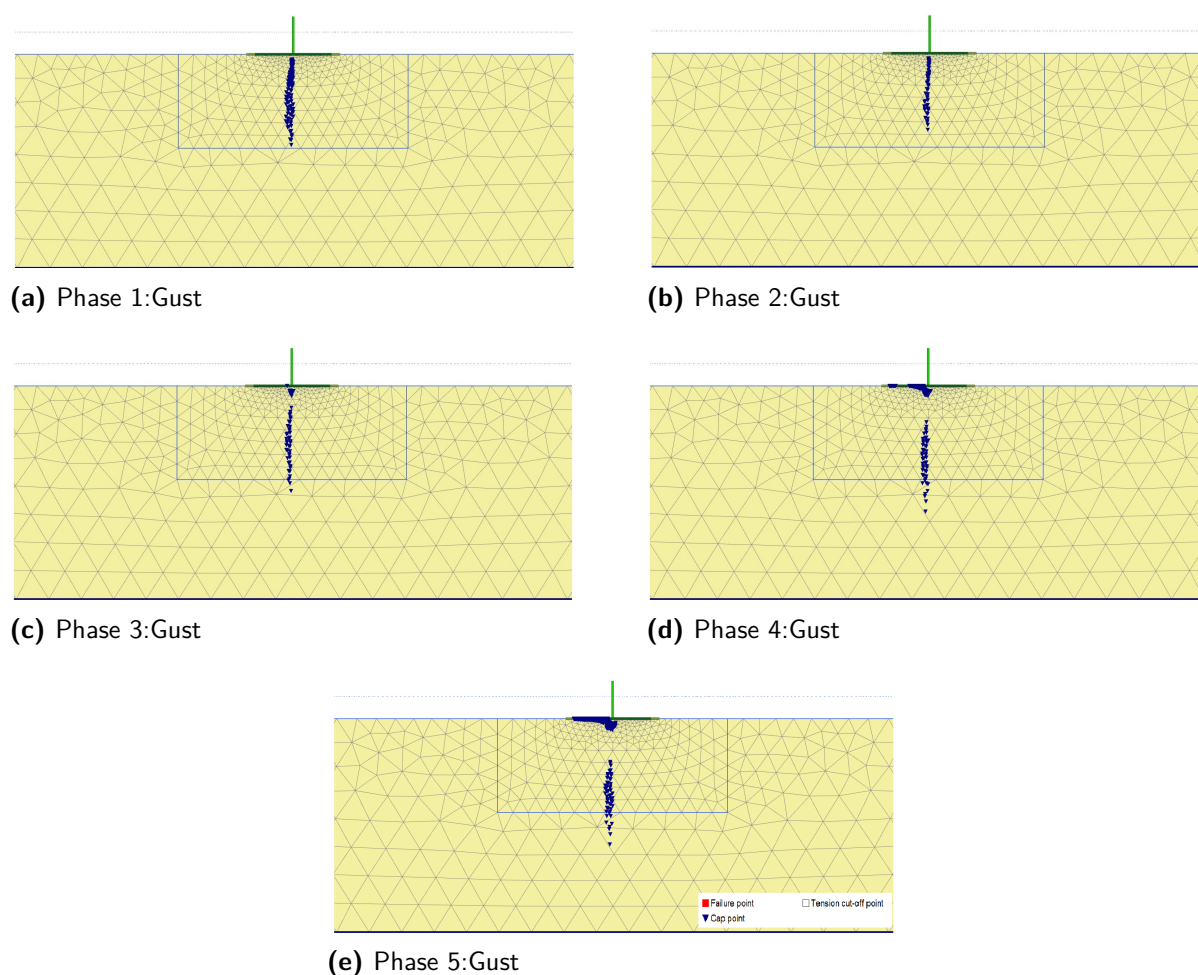 (a) Phase 1:Gust
(b) Phase 2:Gust
(c) Phase 3:Gust
(d) Phase 4:Gust
Failure point
Tension cut-off point
Cap point
(e) Phase 5:Gust